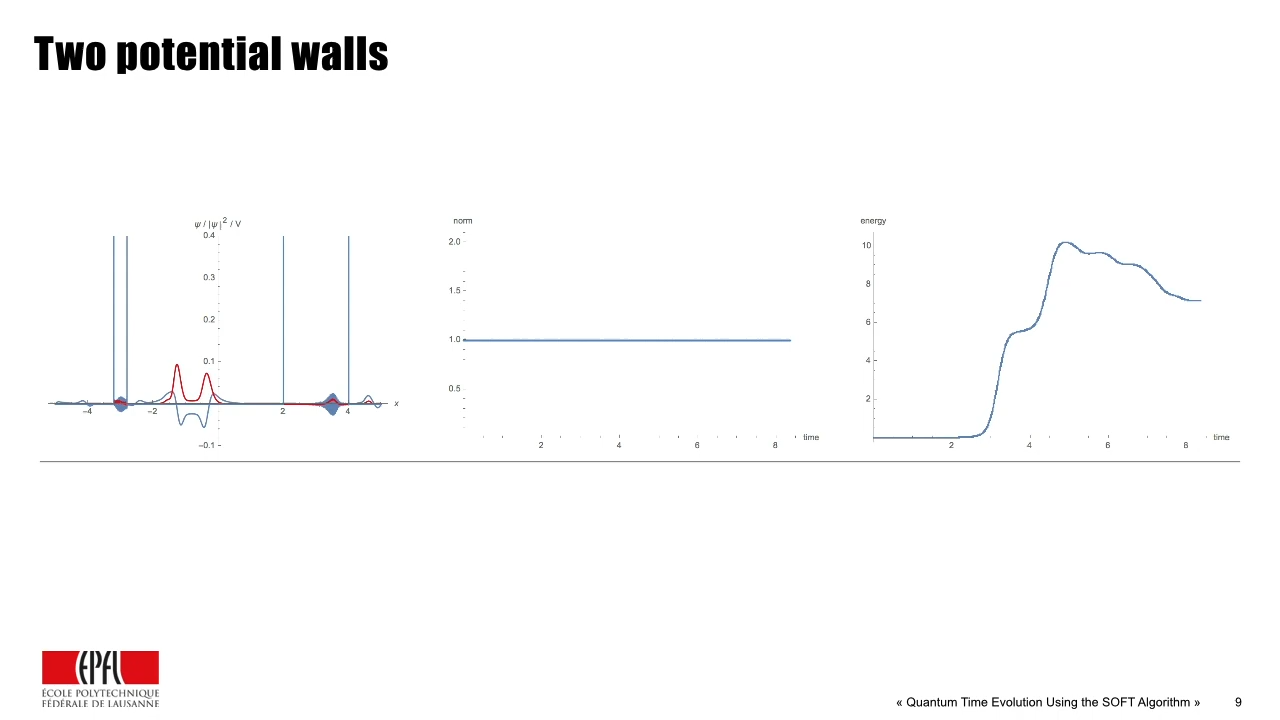 Two potential walls
ψ / |ψ|² / V
0.4
0.3
0.2
0.1
-4 -2 2 4 x
-0.1
norm
2.0
1.5
1.0
0.5
2 4 6 8 time
energy
10
8
6
4
2
2 4 6 8 time
EPFL
ÉCOLE POLYTECHNIQUE
FÉDÉRALE DE LAUSANNE
« Quantum Time Evolution Using the SOFT Algorithm » 9